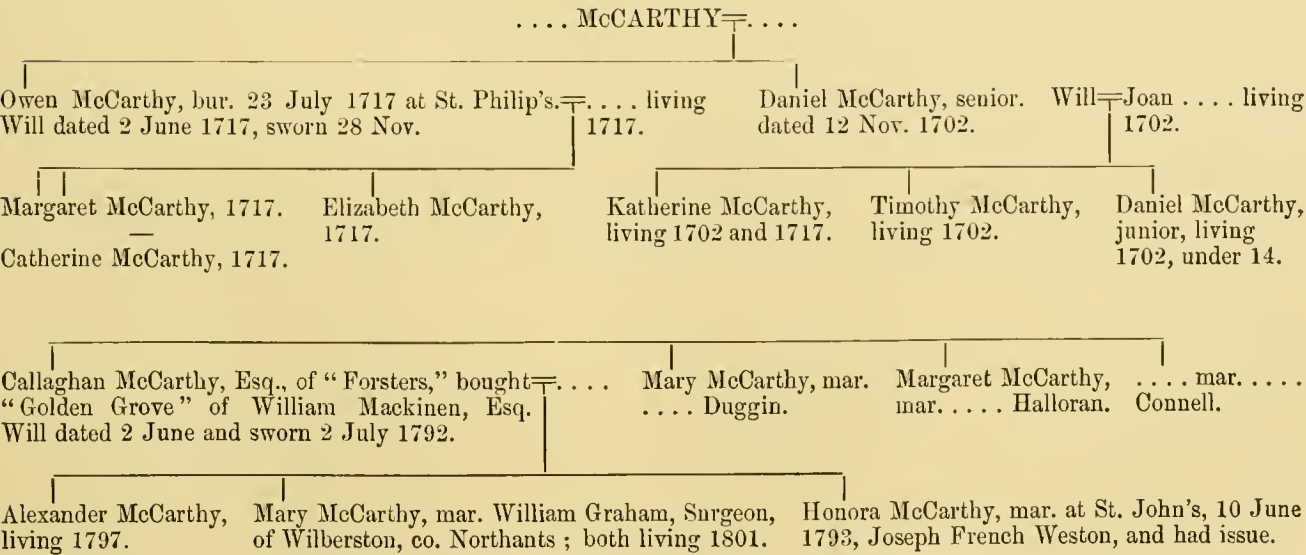 .... McCARTHY ....
Owen McCarthy, bur. 23 July 1717 at St. Philip's. .... living
Will dated 2 June 1717, sworn 28 Nov. 1717.
Daniel McCarthy, senior. Will Joan .... living
dated 12 Nov. 1702. 1702.
Margaret McCarthy, 1717.
—
Catherine McCarthy, 1717.
Elizabeth McCarthy,
1717.
Katherine McCarthy,
living 1702 and 1717.
Timothy McCarthy,
living 1702.
Daniel McCarthy,
junior, living
1702, under 14.
Callaghan McCarthy, Esq., of "Forsters," bought ....
"Golden Grove" of William Mackinen, Esq.
Will dated 2 June and sworn 2 July 1792.
Mary McCarthy, mar.
.... Duggin.
Margaret McCarthy,
mar. .... Halloran.
.... mar. ....
Connell.
Alexander McCarthy,
living 1797.
Mary McCarthy, mar. William Graham, Surgeon,
of Wilberston, co. Northants ; both living 1801.
Honora McCarthy, mar. at St. John's, 10 June
1793, Joseph French Weston, and had issue.